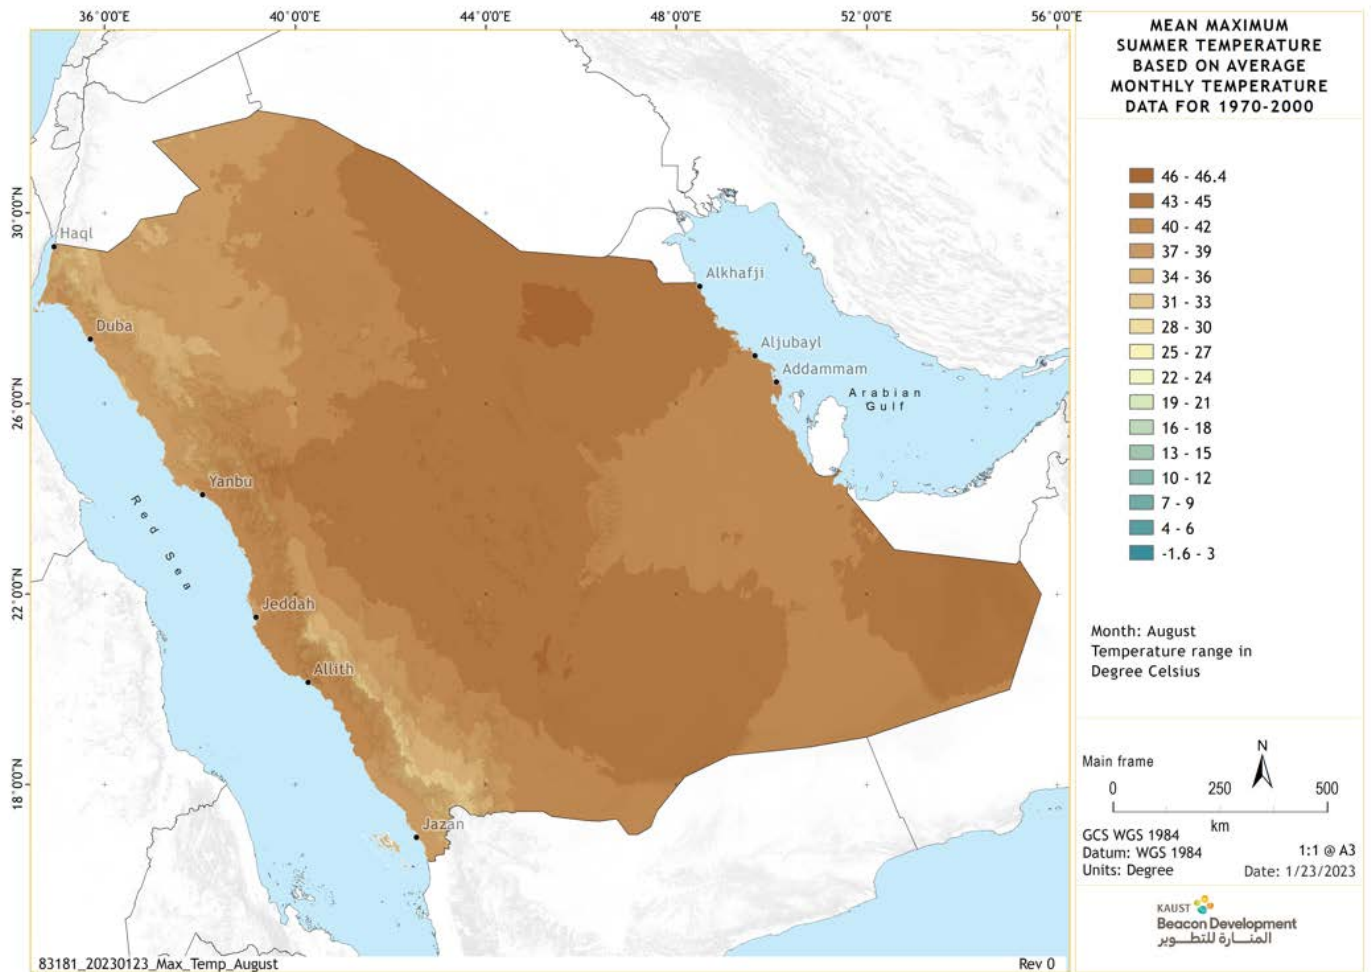 36°0'0"E
40°0'0"E
44°0'0"E
48°0'0"E
52°0'0"E
56°0'0"E
30°0'0"N
26°0'0"N
22°0'0"N
18°0'0"N
Haql
Duba
Yanbu
Jeddah
Allith
Jazan
Alkhafji
Aljubayl
Addammam
Arabian
Gulf
Red Sea
83181_20230123_Max_Temp_August
Rev 0
MEAN MAXIMUM
SUMMER TEMPERATURE
BASED ON AVERAGE
MONTHLY TEMPERATURE
DATA FOR 1970-2000
46 - 46.4
43 - 45
40 - 42
37 - 39
34 - 36
31 - 33
28 - 30
25 - 27
22 - 24
19 - 21
16 - 18
13 - 15
10 - 12
7 - 9
4 - 6
-1.6 - 3
Month: August
Temperature range in
Degree Celsius
N
Main frame
0 250 500
km
GCS WGS 1984
Datum: WGS 1984 1:1 @ A3
Units: Degree Date: 1/23/2023
KAUST
Beacon Development
المنـــارة للتطـــوير